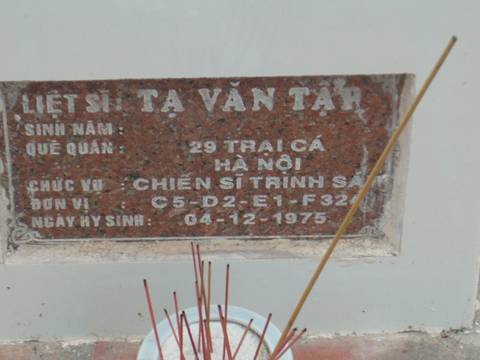 LIỆT SĨ: TẠ VĂN TẬP
SINH NĂM :
QUÊ QUÁN : 29 TRẠI CÁ
HÀ NỘI
CHỨC VỤ : CHIẾN SĨ TRINH SÁT
ĐƠN VỊ : C5-D2-E1-F32
NGÀY HY SINH : 04-12-1975